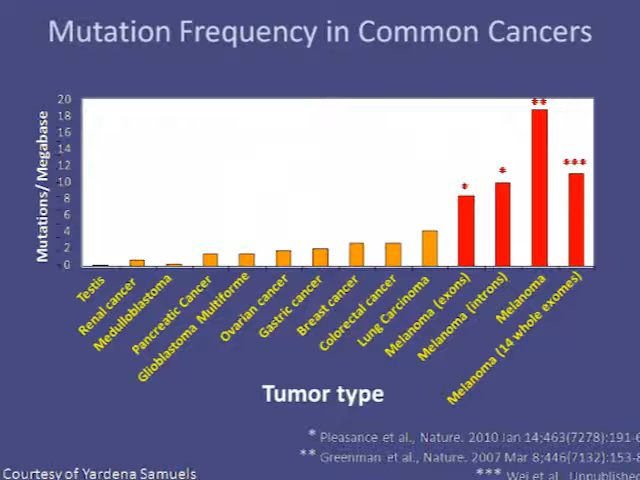 Mutation Frequency in Common Cancers
Mutations/ Megabase
20
18
16
14
12
10
8
6
4
2
0
*
*
**
***
Testis
Renal cancer
Medulloblastoma
Pancreatic Cancer
Glioblastoma Multiforme
Ovarian cancer
Gastric cancer
Breast cancer
Colorectal cancer
Lung Carcinoma
Melanoma (exons)
Melanoma (introns)
Melanoma
Melanoma (14 whole exomes)
Tumor type
* Pleasance et al., Nature. 2010 Jan 14;463(7278):191-6
** Greenman et al., Nature. 2007 Mar 8;446(7132):153-8
*** Wei et al., Unpublished
Courtesy of Yardena Samuels